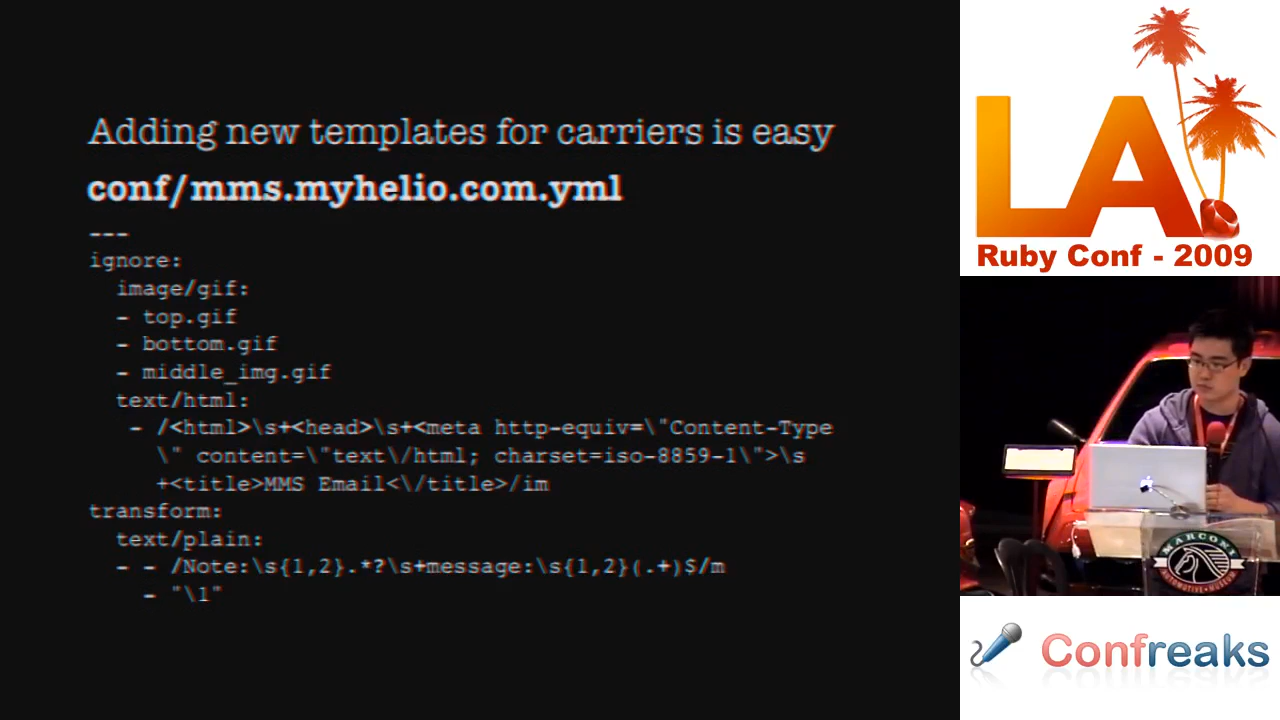 Adding new templates for carriers is easy
conf/mms.myhelio.com.yml
---
ignore:
  image/gif:
  - top.gif
  - bottom.gif
  - middle_img.gif
  text/html:
   - /<html>\s+<head>\s+<meta http-equiv=\"Content-Type
     \" content=\"text\/html; charset=iso-8859-1\">\s
     +<title>MMS Email<\/title>/im
transform:
  text/plain:
  - - /Note:\s{1,2}.*?\s+message:\s{1,2}(.+)$/m
    - "\1"
LA
Ruby Conf - 2009
MARCONI
AUTOMOTIVE MUSEUM
Confreaks